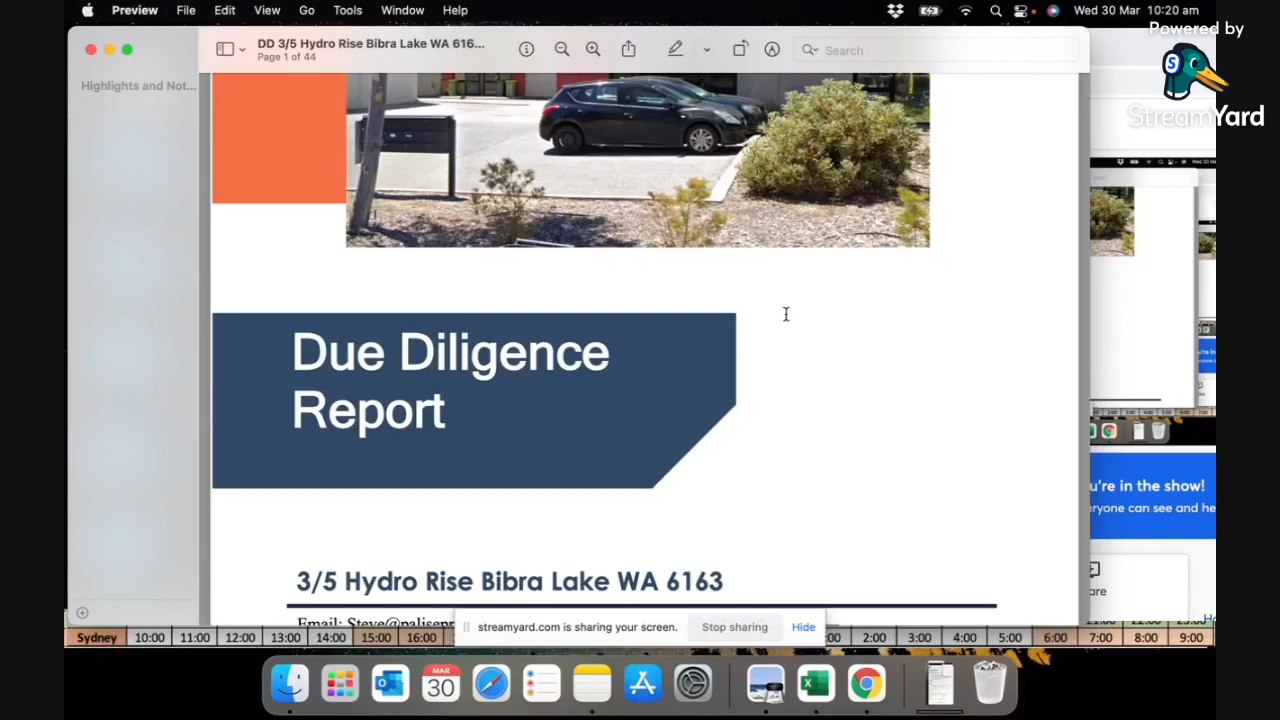 Preview File Edit View Go Tools Window Help Wed 30 Mar 10:20 am
Powered by
StreamYard
DD 3/5 Hydro Rise Bibra Lake WA 616...
Page 1 of 44
Search
Highlights and Not...
Due Diligence
Report
u're in the show!
eryone can see and he
are
3/5 Hydro Rise Bibra Lake WA 6163
streamyard.com is sharing your screen. Stop sharing Hide
Sydney 10:00 11:00 12:00 13:00 14:00 15:00 16:00 2:00 3:00 4:00 5:00 6:00 7:00 8:00 9:00
MAR
30